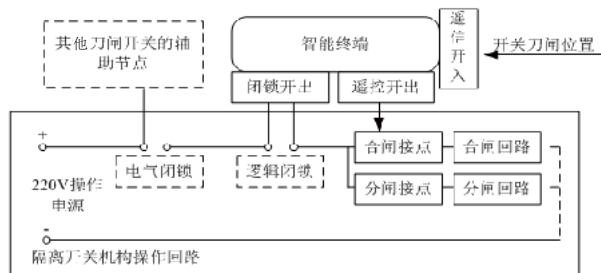 其他刀闸开关的辅
助节点
智能终端
遥
信
开
入
开关刀闸位置
闭锁开出
遥控开出
+
电气闭锁
逻辑闭锁
合闸接点
合闸回路
220V操作
电源
分闸接点
分闸回路
-
隔离开关机构操作回路